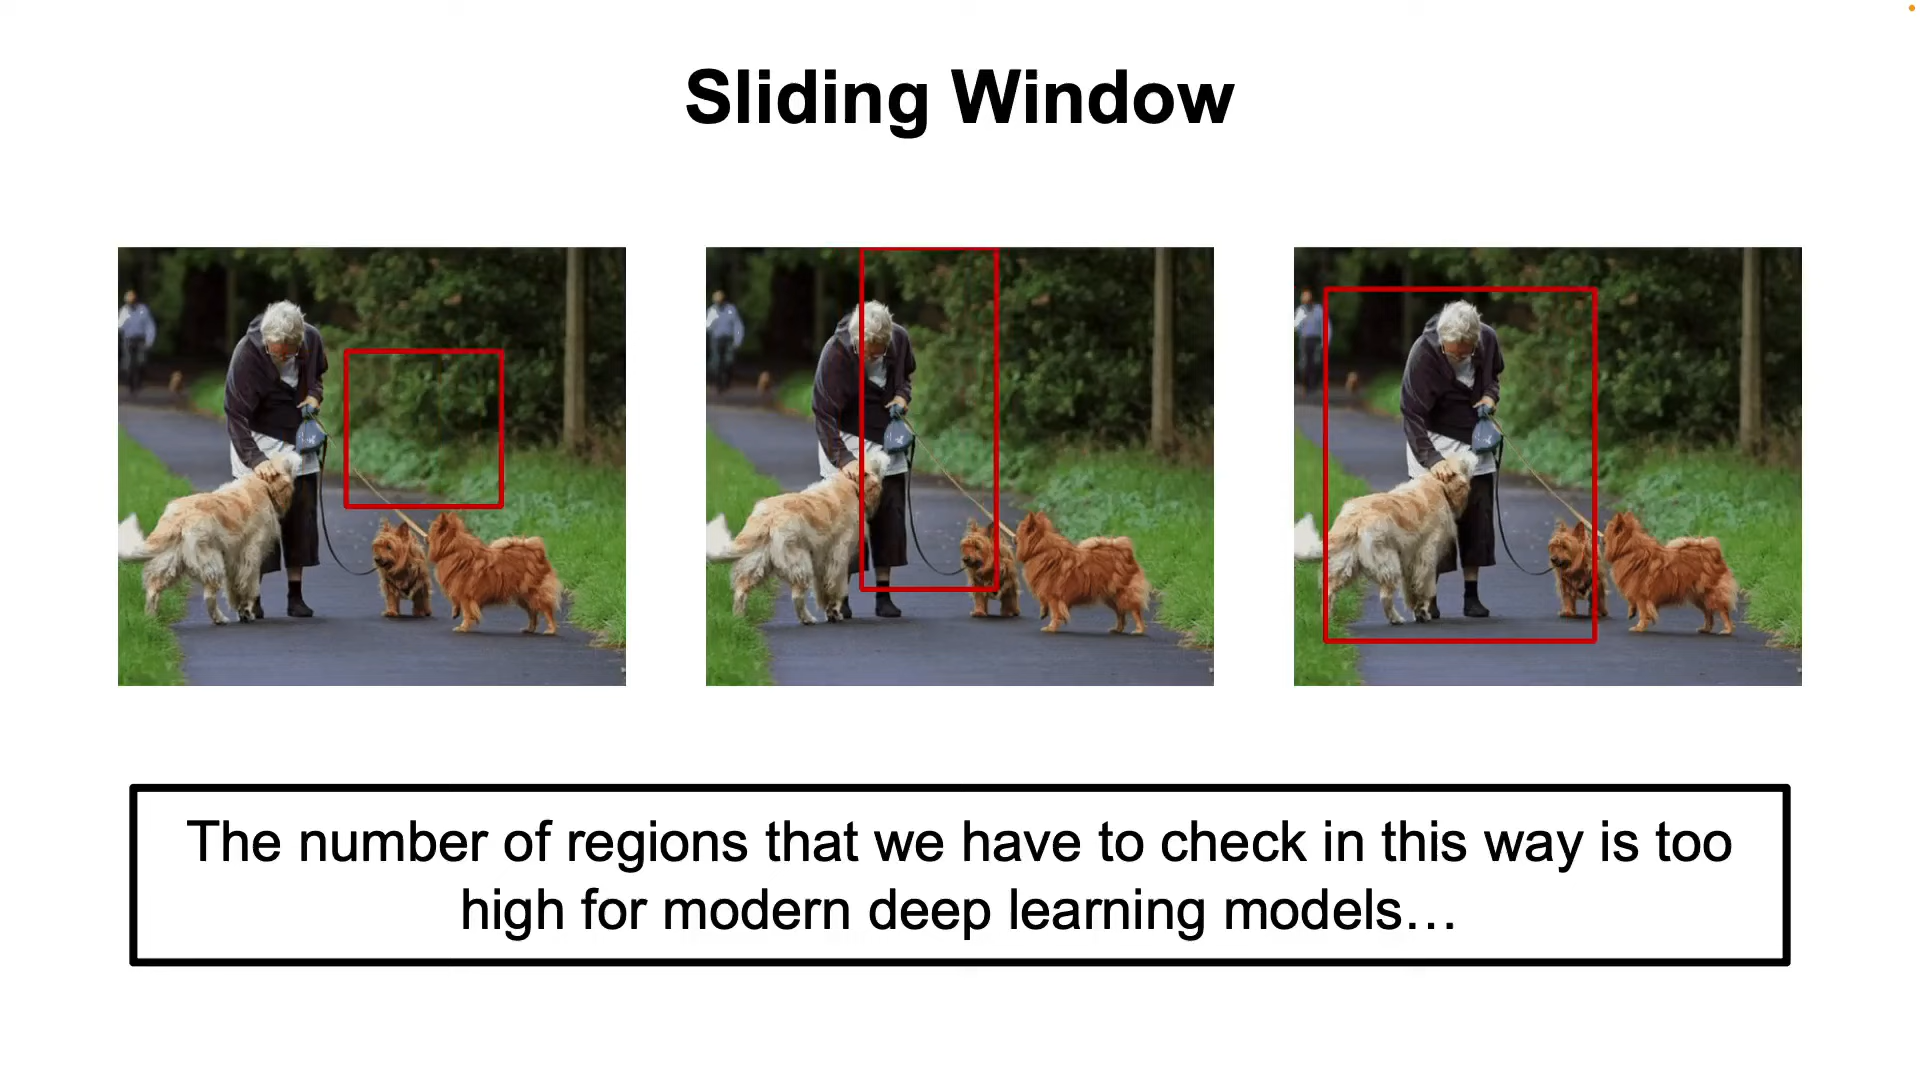 Sliding Window
The number of regions that we have to check in this way is too
high for modern deep learning models…